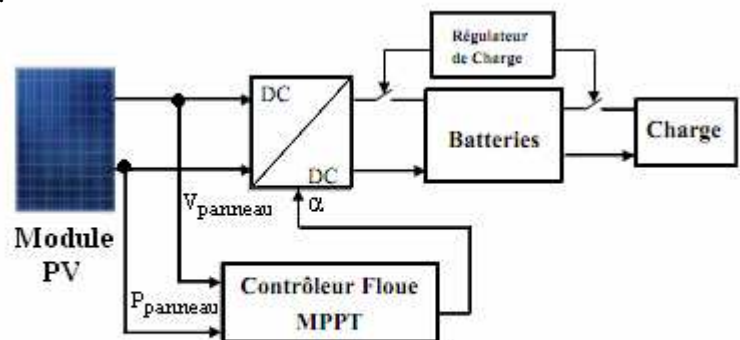 Régulateur
de Charge
DC
DC
Batteries
Charge
α
Vpanneau
Module
PV
Ppanneau
Contrôleur Floue
MPPT